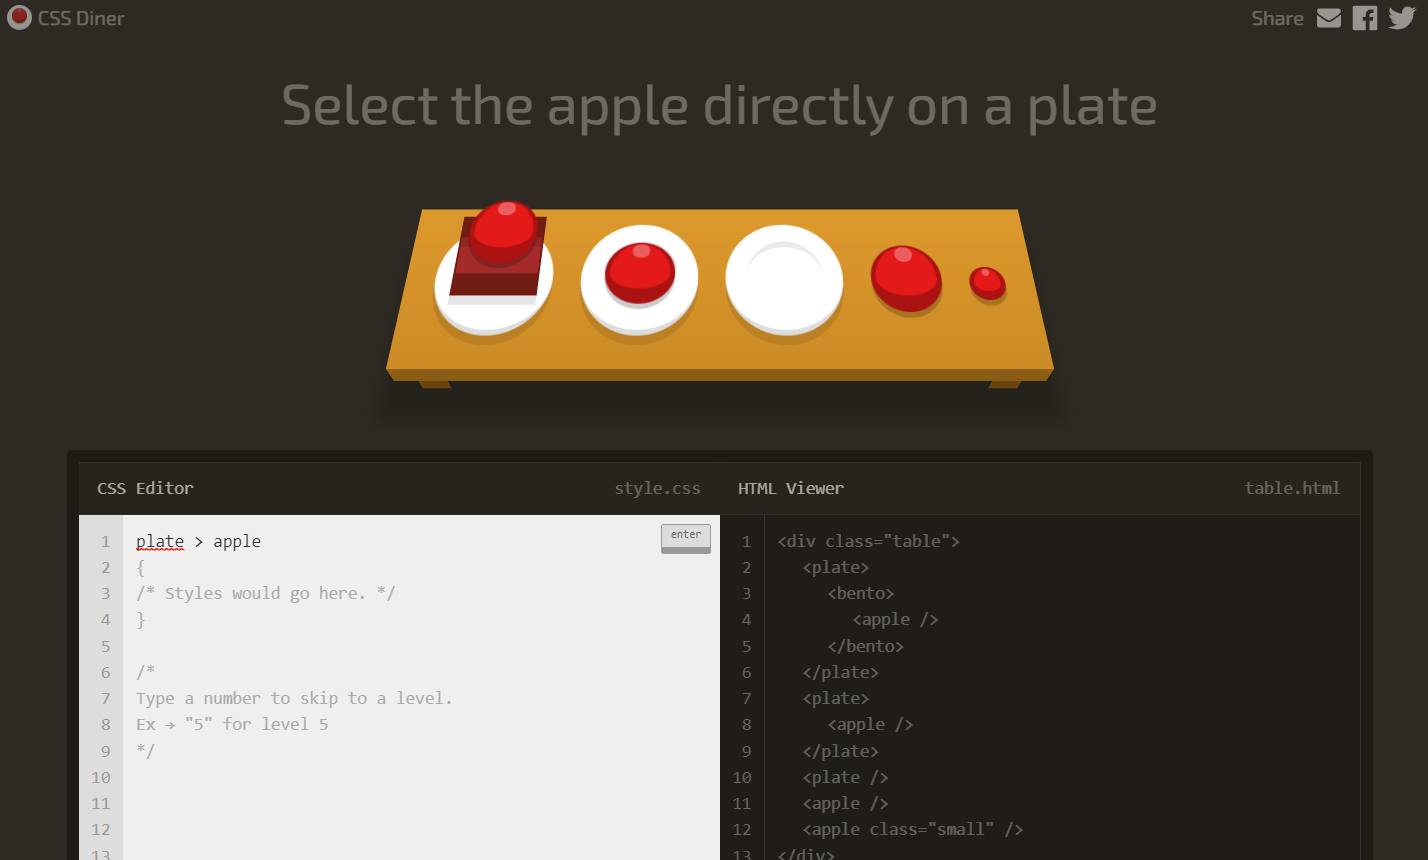 CSS Diner
Share
Select the apple directly on a plate
CSS Editor
style.css
HTML Viewer
table.html
1 plate > apple
enter
2 {
3 /* Styles would go here. */
4 }
5
6 /*
7 Type a number to skip to a level.
8 Ex → "5" for level 5
9 */
10
11
12
13
1 <div class="table">
2 <plate>
3 <bento>
4 <apple />
5 </bento>
6 </plate>
7 <plate>
8 <apple />
9 </plate>
10 <plate />
11 <apple />
12 <apple class="small" />
13 </div>